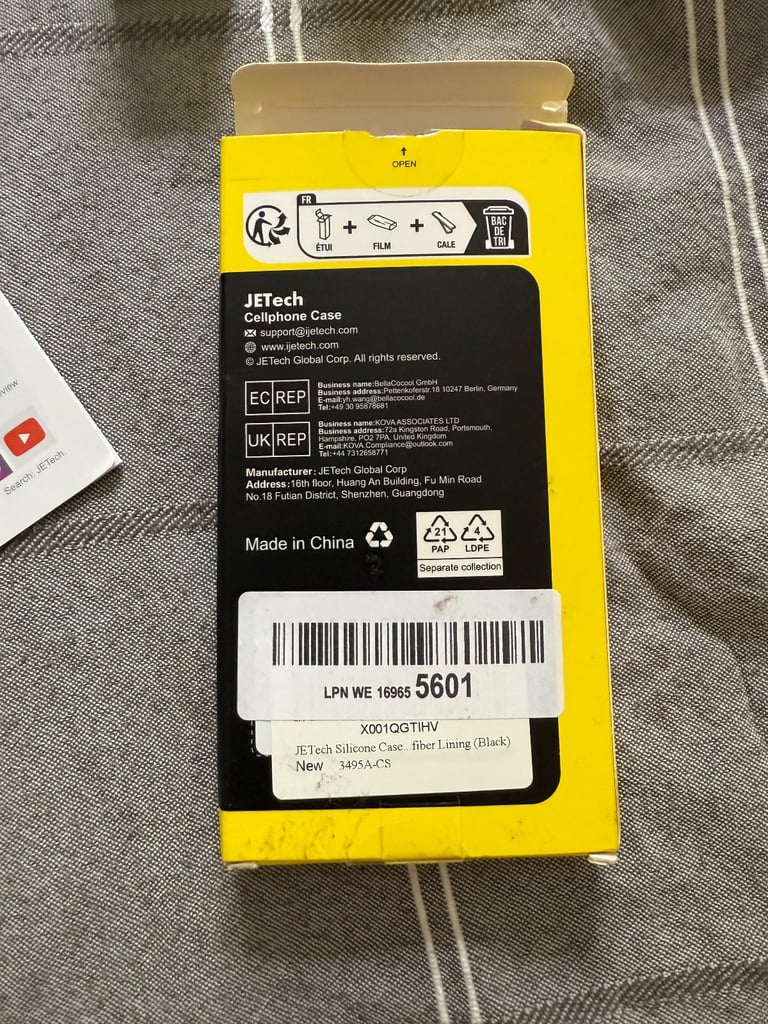 OPEN
FR
ÉTUI + FILM + CALE
BAC
DE
TRI
JETech
Cellphone Case
support@ijetech.com
www.ijetech.com
© JETech Global Corp. All rights reserved.
EC REP
Business name:BellaCocool GmbH
Business address:Pettenkoferstr.18 10247 Berlin, Germany
E-mail:yh.wang@bellacocool.de
Tel:+49 30 95878681
UK REP
Business name:KOVA ASSOCIATES LTD
Business address:72a Kingston Road, Portsmouth,
Hampshire, PO2 7PA, United Kingdom
E-mail:KOVA.Compliance@outlook.com
Tel:+44 7312658771
Manufacturer:JETech Global Corp
Address:16th floor, Huang An Building, Fu Min Road
No.18 Futian District, Shenzhen, Guangdong
Made in China
21 4
PAP LDPE
Separate collection
LPN WE 16965 5601
X001QGTIHV
JETech Silicone Case...fiber Lining (Black)
New 3495A-CS
Search: JETech.